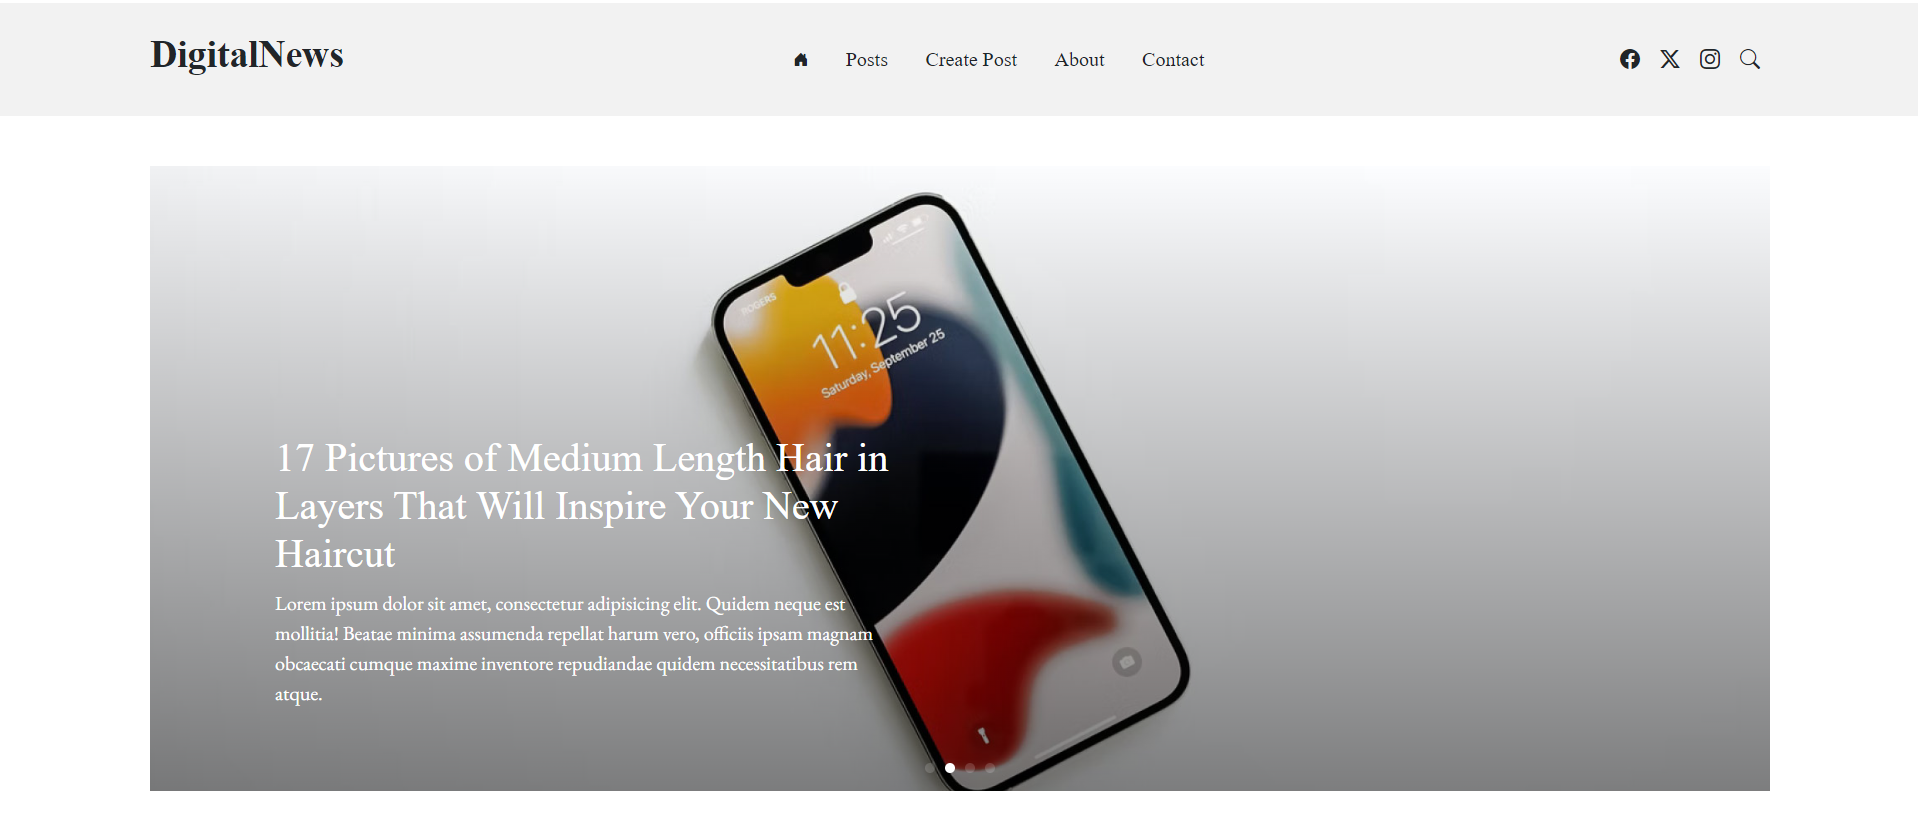 DigitalNews
Posts
Create Post
About
Contact
ROGERS
11:25
Saturday, September 25
17 Pictures of Medium Length Hair in
Layers That Will Inspire Your New
Haircut
Lorem ipsum dolor sit amet, consectetur adipisicing elit. Quidem neque est
mollitia! Beatae minima assumenda repellat harum vero, officiis ipsam magnam
obcaecati cumque maxime inventore repudiandae quidem necessitatibus rem
atque.